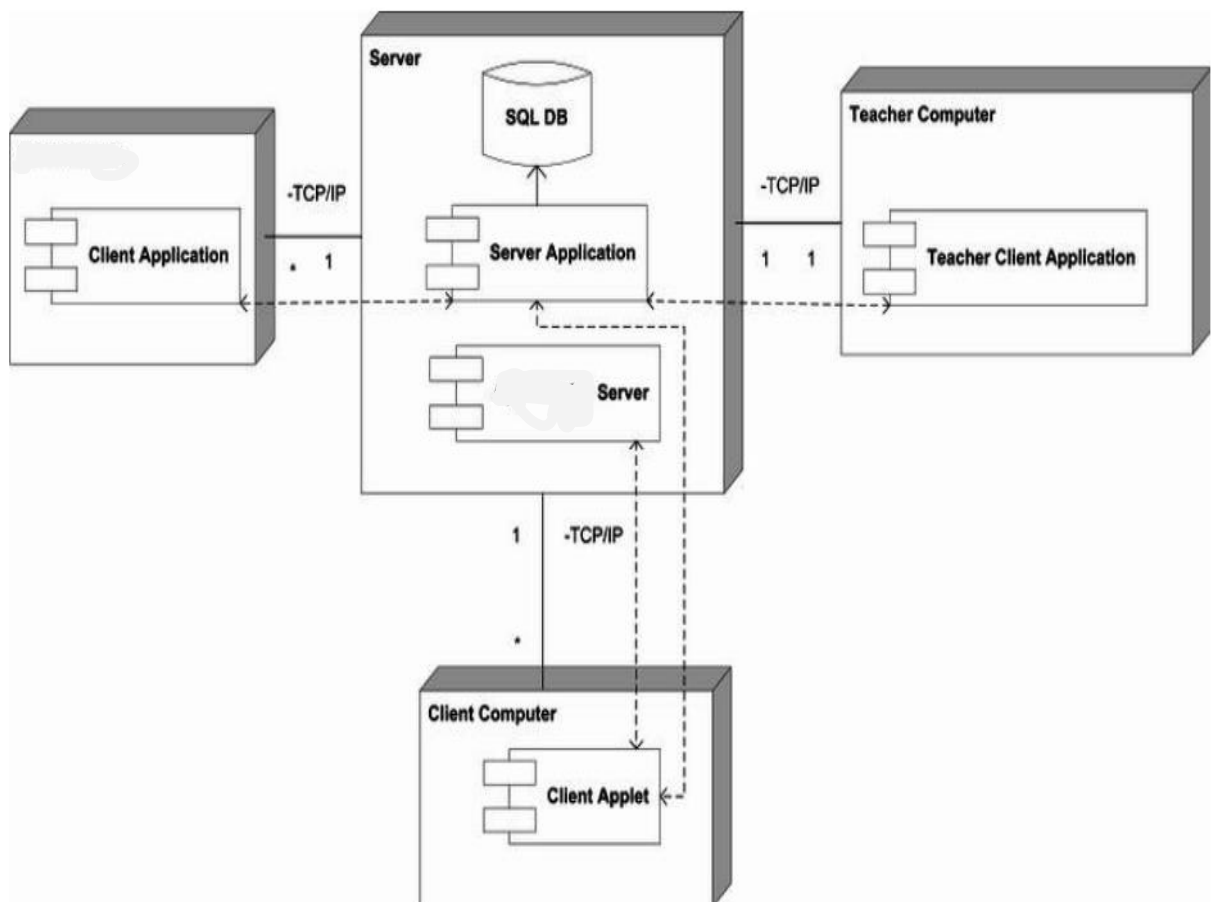 Server
SQL DB
Teacher Computer
-TCP/IP
-TCP/IP
Client Application
Server Application
Teacher Client Application
* 1
1 1
Server
1 -TCP/IP
*
Client Computer
Client Applet